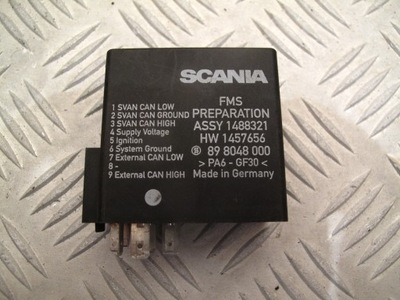 SCANIA
FMS
PREPARATION
ASSY 1488321
HW 1457656
Ⓑ 89 8048 000
> PA6 - GF30 <
Made in Germany
1 SVAN CAN LOW
2 SVAN CAN GROUND
3 SVAN CAN HIGH
4 Supply Voltage
5 Ignition
6 System Ground
7 External CAN LOW
8 -
9 External CAN HIGH